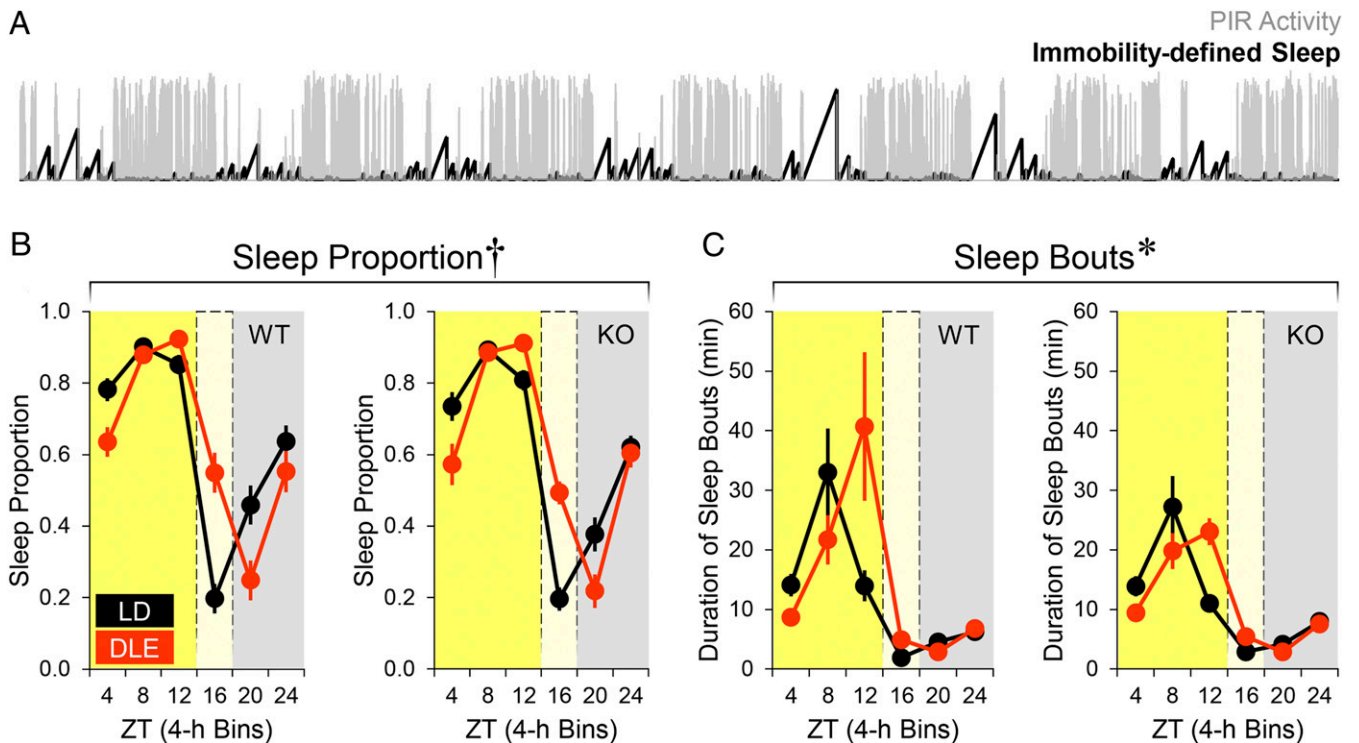 A
PIR Activity
Immobility-defined Sleep
B
Sleep Proportion†
Sleep Proportion
1.0
0.8
0.6
0.4
0.2
0.0
WT
LD
DLE
4 8 12 16 20 24
ZT (4-h Bins)
Sleep Proportion
1.0
0.8
0.6
0.4
0.2
0.0
KO
4 8 12 16 20 24
ZT (4-h Bins)
C
Sleep Bouts*
Duration of Sleep Bouts (min)
60
50
40
30
20
10
0
WT
4 8 12 16 20 24
ZT (4-h Bins)
Duration of Sleep Bouts (min)
60
50
40
30
20
10
0
KO
4 8 12 16 20 24
ZT (4-h Bins)